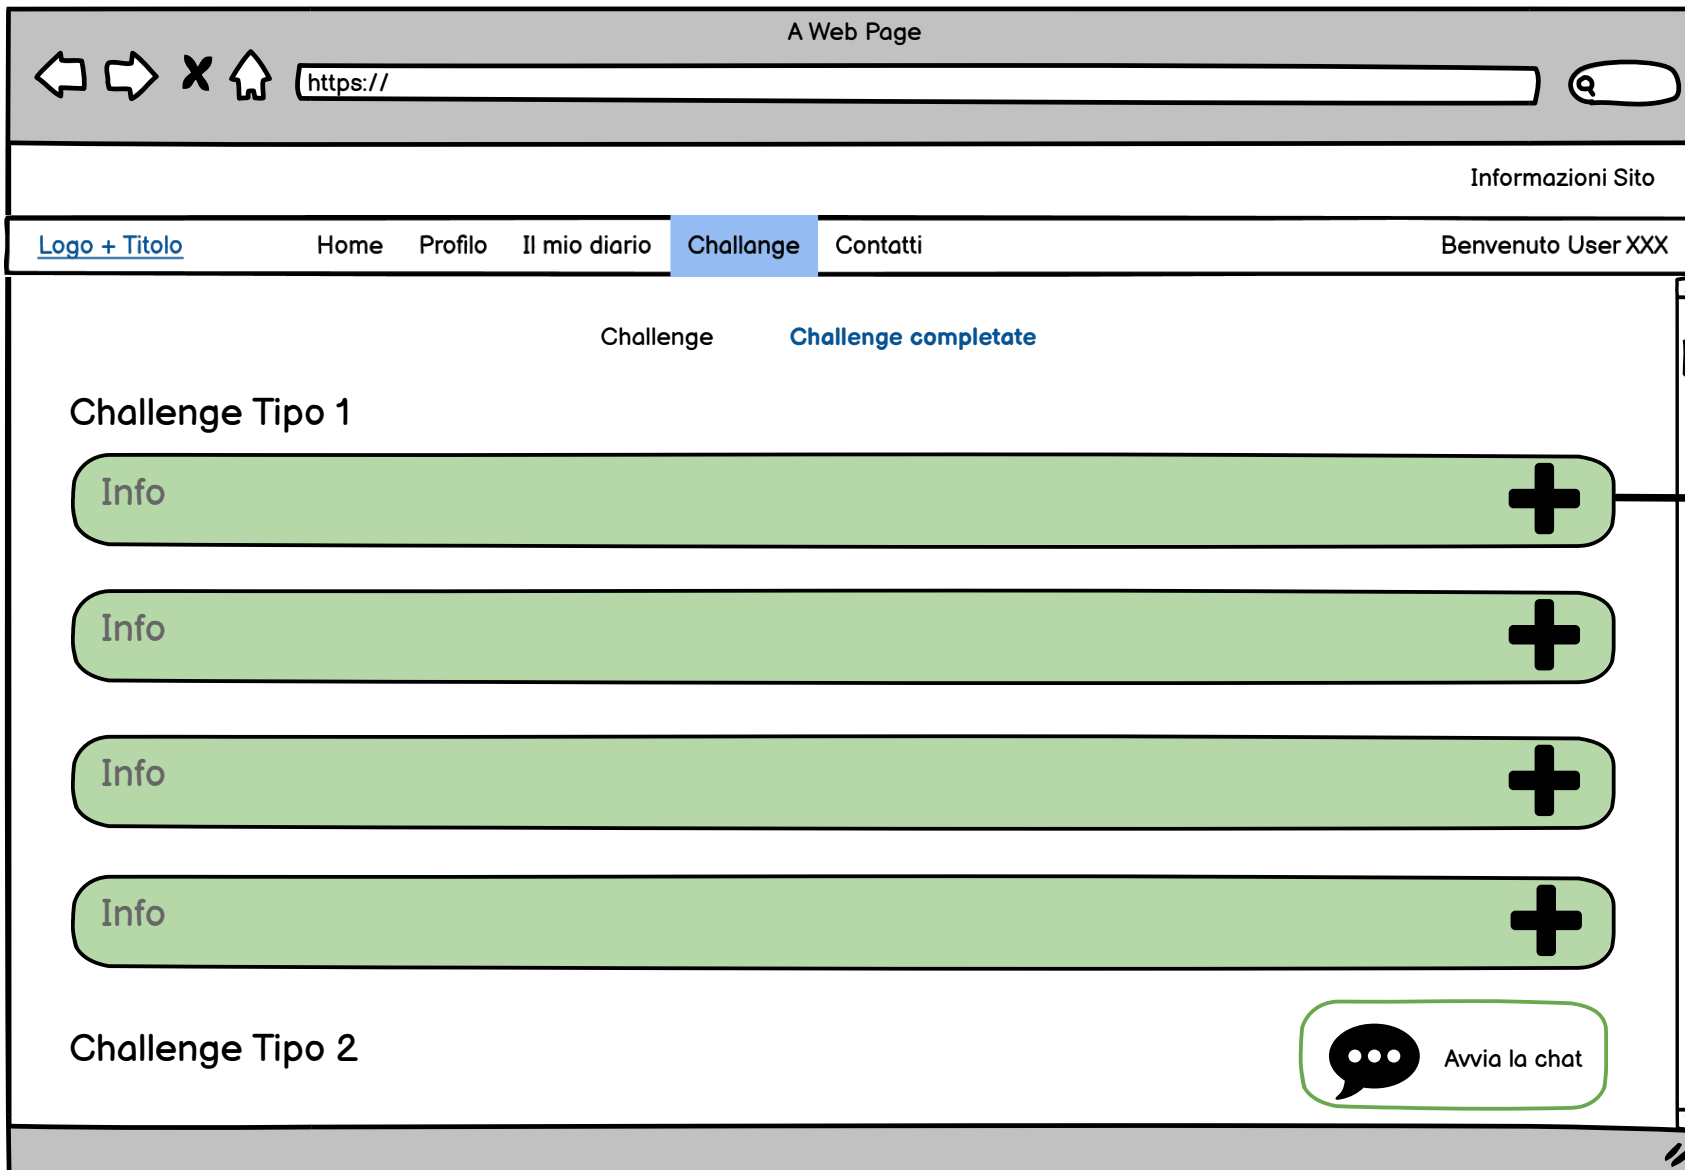 A Web Page
https://
Informazioni Sito
Logo + Titolo Home Profilo Il mio diario Challange Contatti Benvenuto User XXX
Challenge Challenge completate
Challenge Tipo 1
Info
Info
Info
Info
Challenge Tipo 2
Avvia la chat